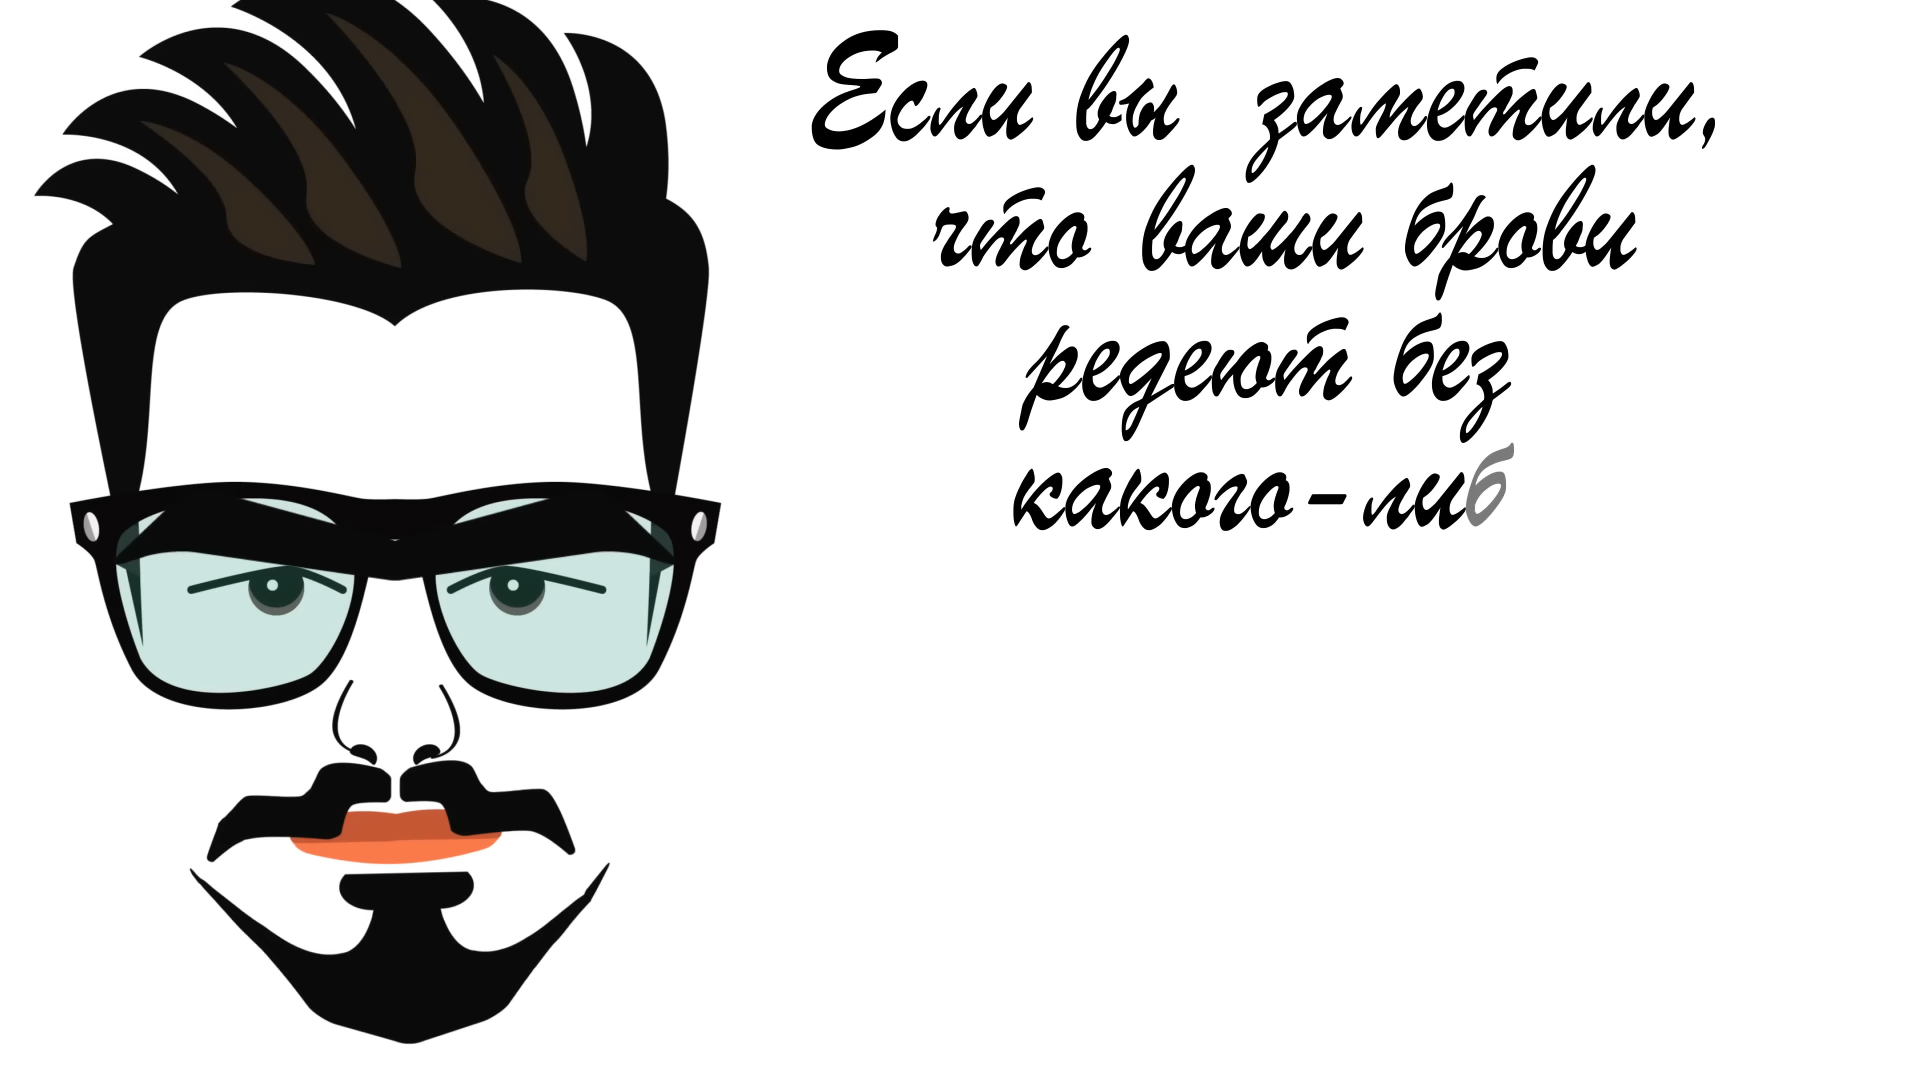 Если вы заметили,
что ваши брови
редеют без
какого-либ